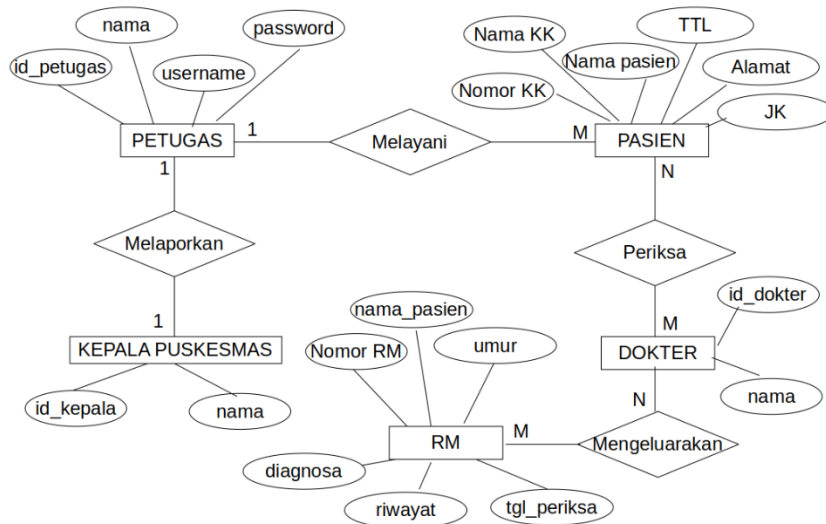 nama
password
id_petugas
username
Nama KK
TTL
Nama pasien
Alamat
Nomor KK
JK
PETUGAS
1
Melayani
M
PASIEN
1
N
Melaporkan
Periksa
1
M
KEPALA PUSKESMAS
id_kepala
nama
id_dokter
DOKTER
nama
N
nama_pasien
Nomor RM
umur
RM
M
Mengeluarakan
diagnosa
riwayat
tgl_periksa